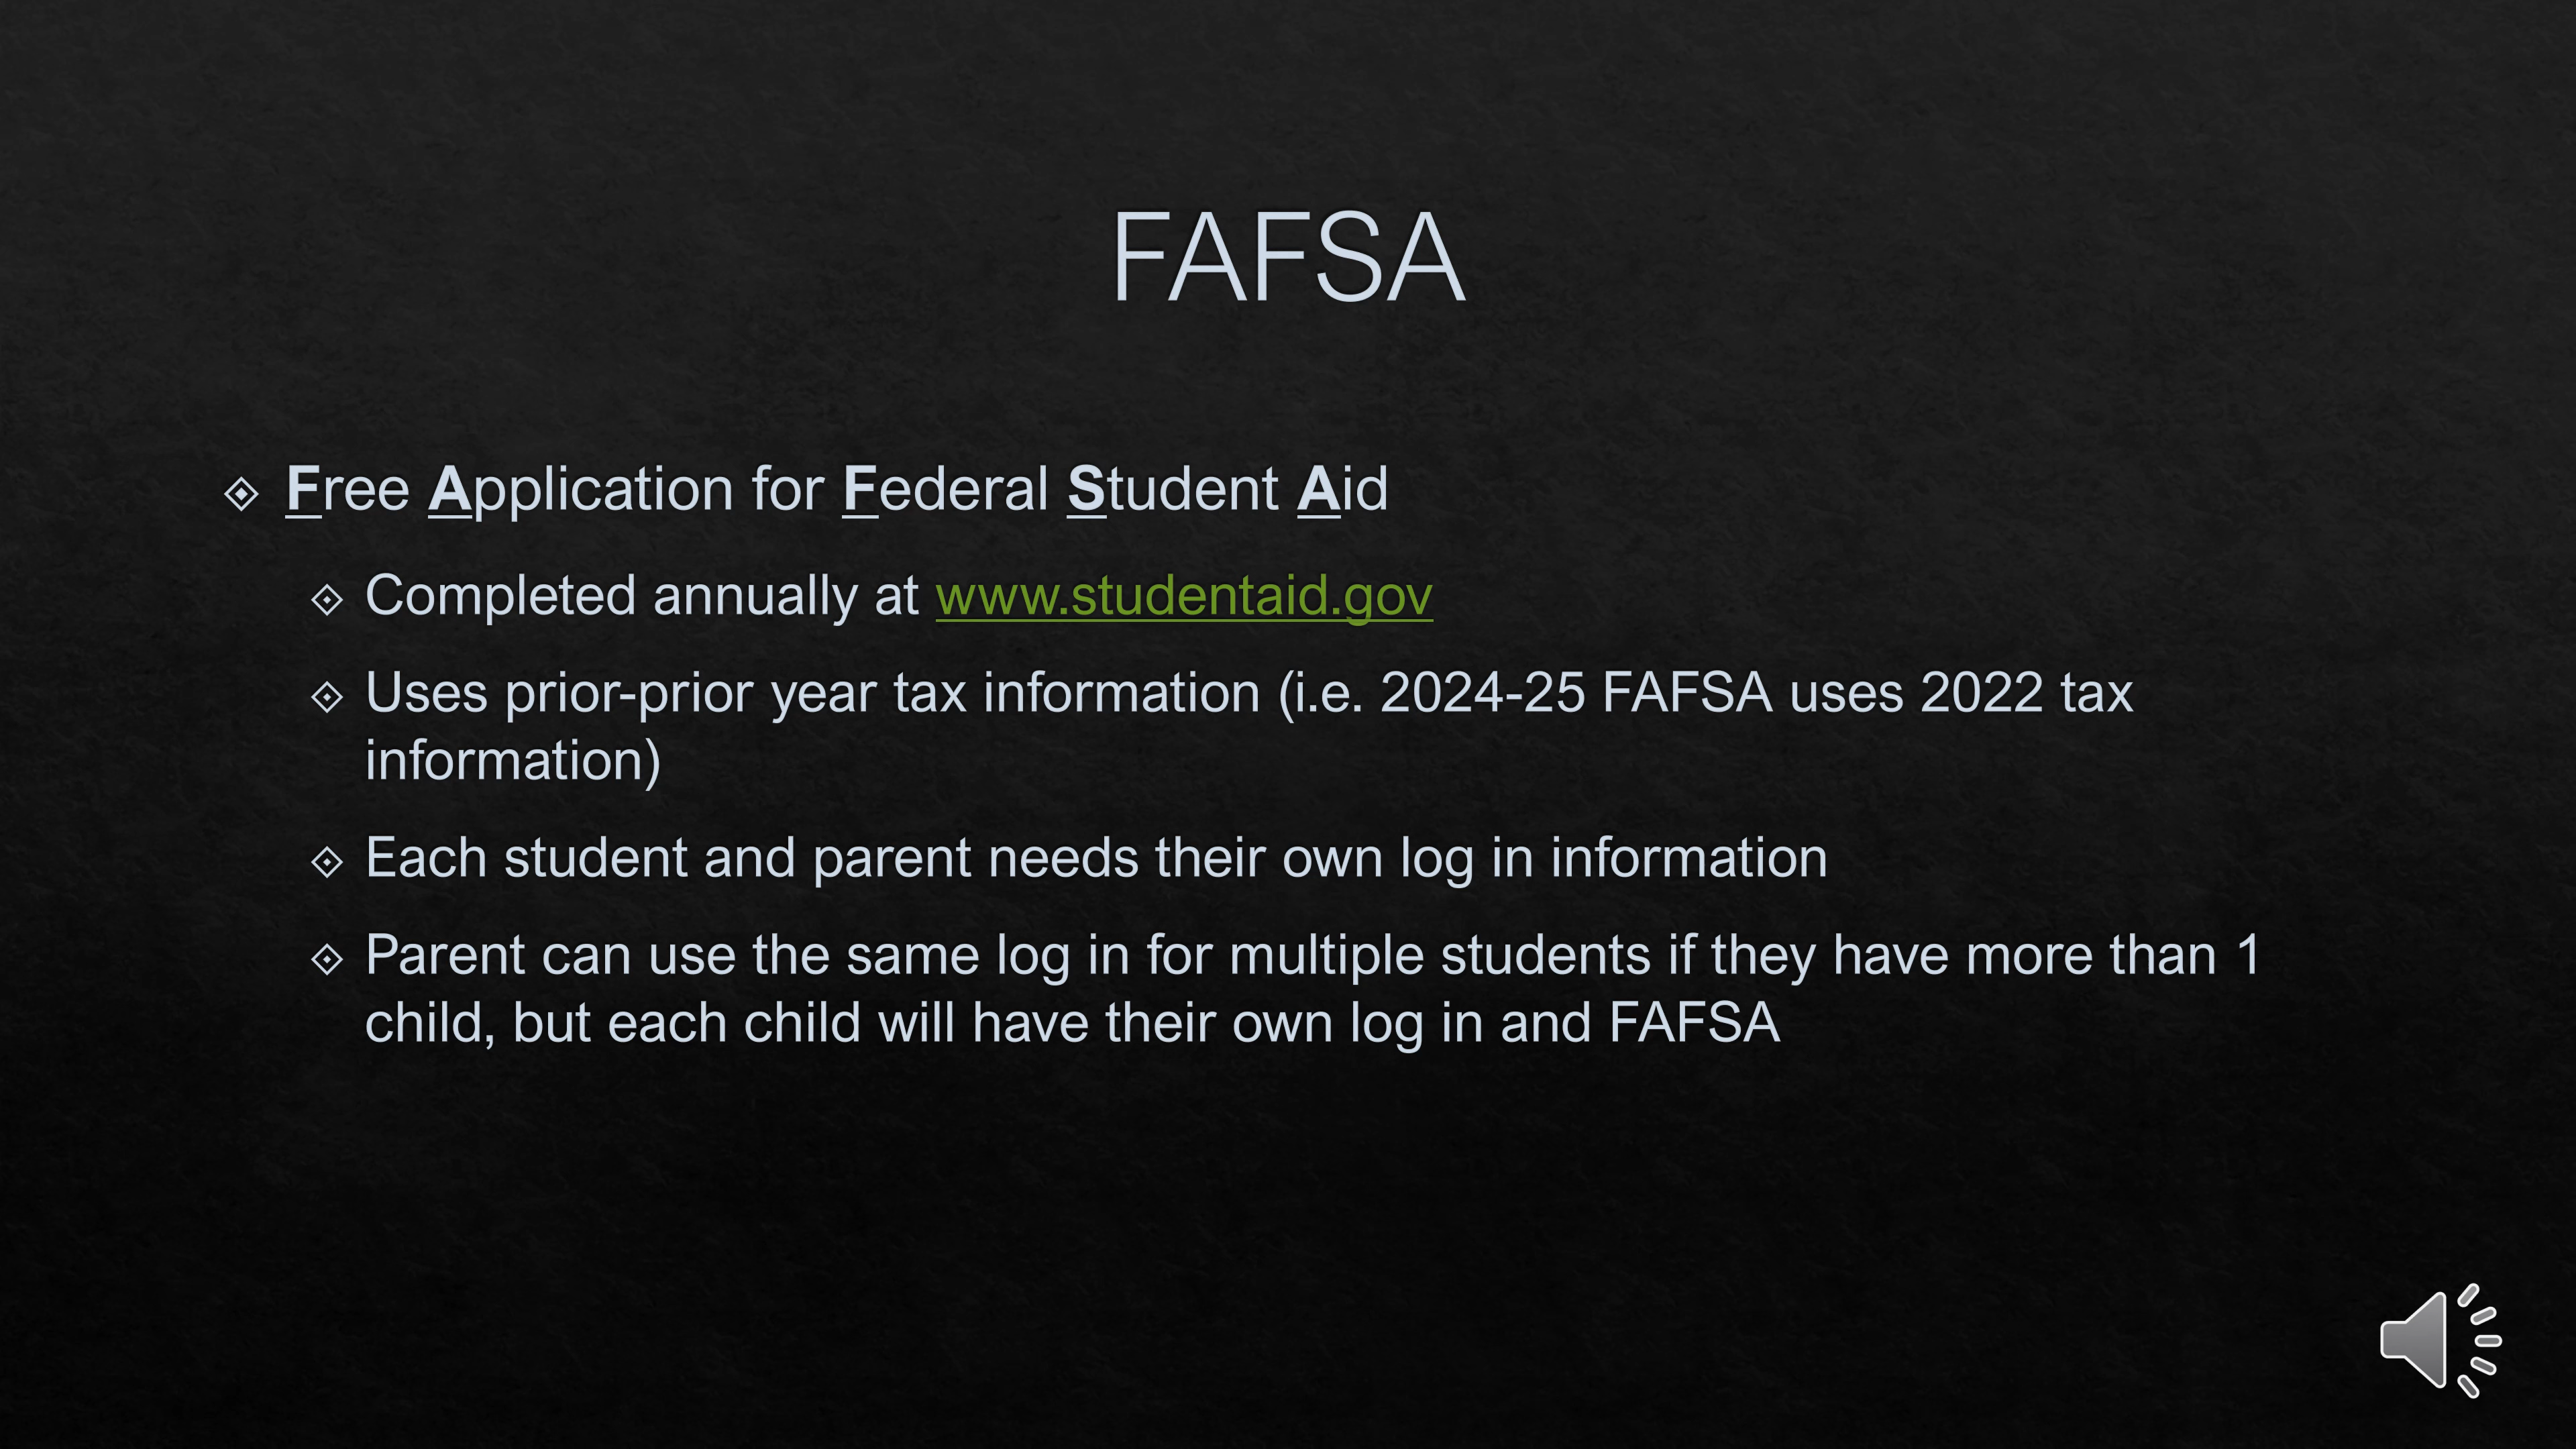 FAFSA
Free Application for Federal Student Aid
Completed annually at www.studentaid.gov
Uses prior-prior year tax information (i.e. 2024-25 FAFSA uses 2022 tax
information)
Each student and parent needs their own log in information
Parent can use the same log in for multiple students if they have more than 1
child, but each child will have their own log in and FAFSA